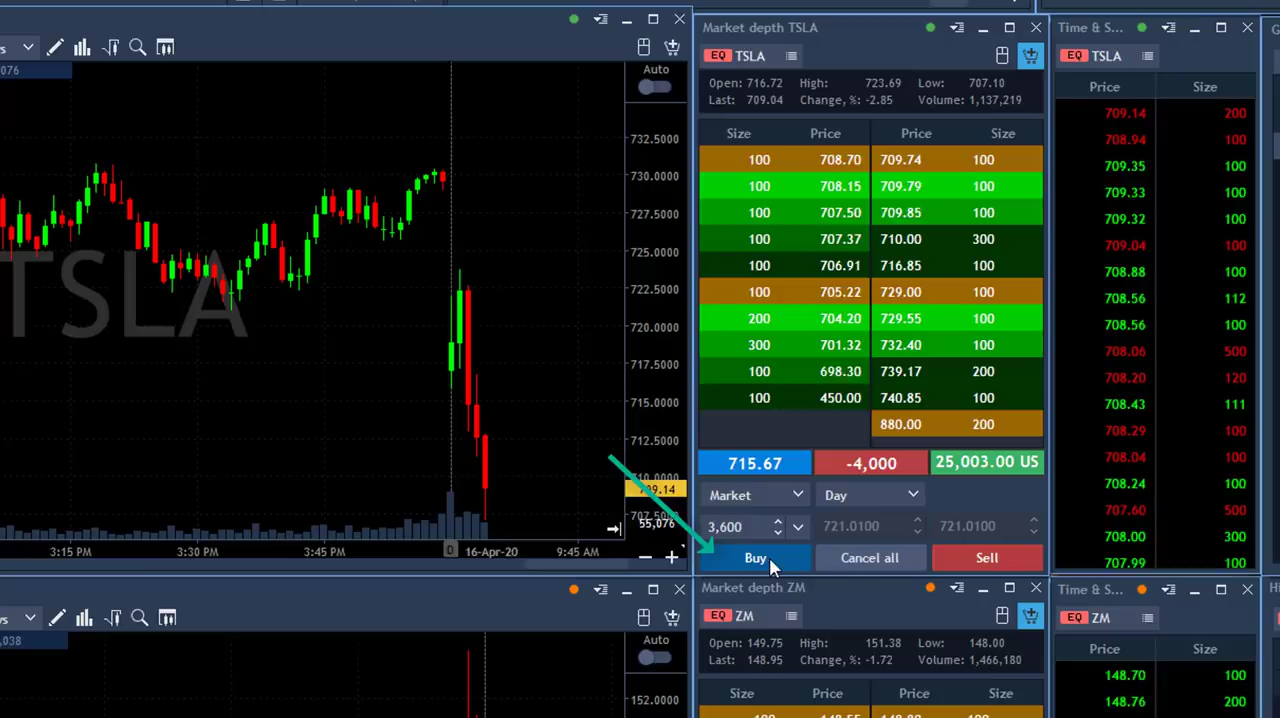 s
076
Auto
732.5000
730.0000
727.5000
725.0000
722.5000
720.0000
717.5000
715.0000
712.5000
710.0000
55,076
TSLA
3:15 PM 3:30 PM 3:45 PM 0 16-Apr-20 9:45 AM
Market depth TSLA
EQ TSLA
Open: 716.72 High: 723.69 Low: 707.10
Last: 709.04 Change, %: -2.85 Volume: 1,137,219
Size Price Price Size
100 708.70 709.74 100
100 708.15 709.79 100
100 707.50 709.85 100
100 707.37 710.00 300
100 706.91 716.85 100
100 705.22 729.00 100
200 704.20 729.55 100
300 701.32 732.40 100
100 698.30 739.17 200
100 450.00 740.85 100
880.00 200
715.67 -4,000 25,003.00 US
Market Day
3,600 721.0100 721.0100
Buy Cancel all Sell
Time & S...
EQ TSLA
Price Size
709.14 200
708.94 100
709.35 100
709.33 100
709.32 100
709.04 100
708.88 100
708.56 112
708.56 100
708.06 500
708.20 120
708.43 111
708.29 100
708.04 100
708.24 100
707.60 500
708.00 300
707.99 100
s
,038
Auto
152.0000
Market depth ZM
EQ ZM
Open: 149.75 High: 151.38 Low: 148.00
Last: 148.95 Change, %: -1.72 Volume: 1,466,180
Size Price Price Size
Time & S...
EQ ZM
Price Size
148.70 100
148.76 200